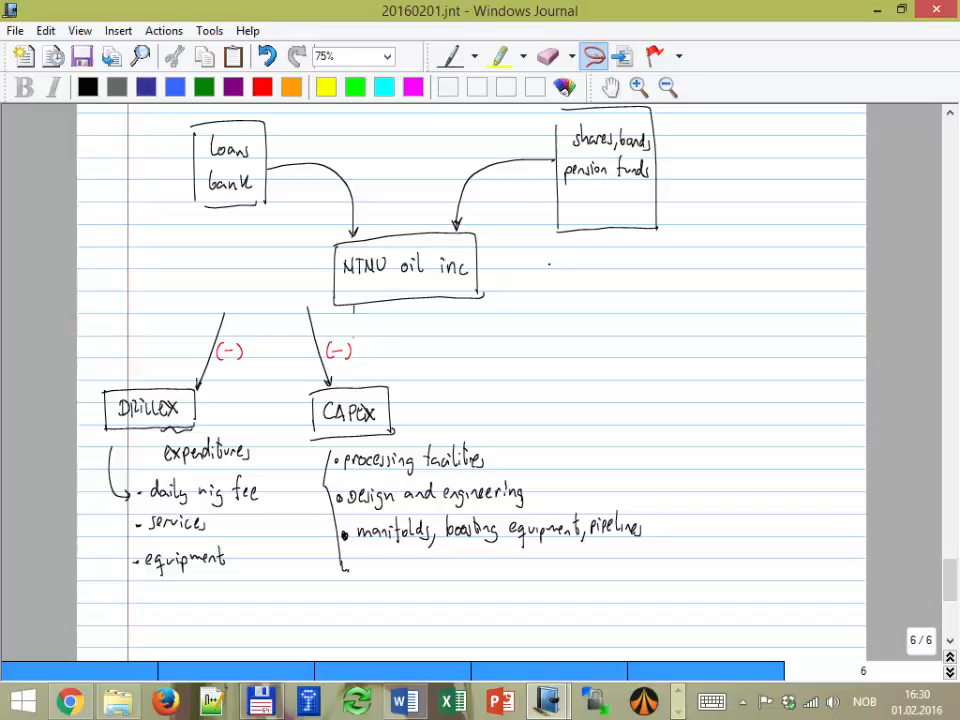 20160201.jnt - Windows Journal
File Edit View Insert Actions Tools Help
75%
B I
loans
bank
shares, bonds
pension funds
NTNU oil inc
(-)
(-)
DRILLEX
CAPEX
expenditures
- daily rig fee
- services
- equipment
• processing facilities
• Design and engineering
• manifolds, boosting equipment, pipelines
6 / 6
6
NOB
16:30
01.02.2016